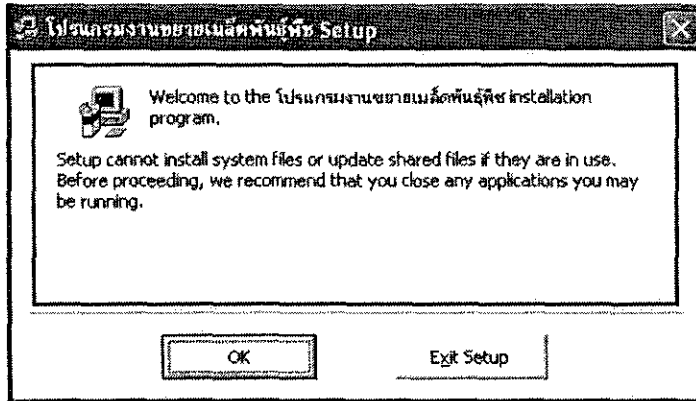 โปรแกรมงานขยายเมล็ดพันธุ์พืช Setup
Welcome to the โปรแกรมงานขยายเมล็ดพันธุ์พืช installation
program.
Setup cannot install system files or update shared files if they are in use.
Before proceeding, we recommend that you close any applications you may
be running.
OK
Exit Setup